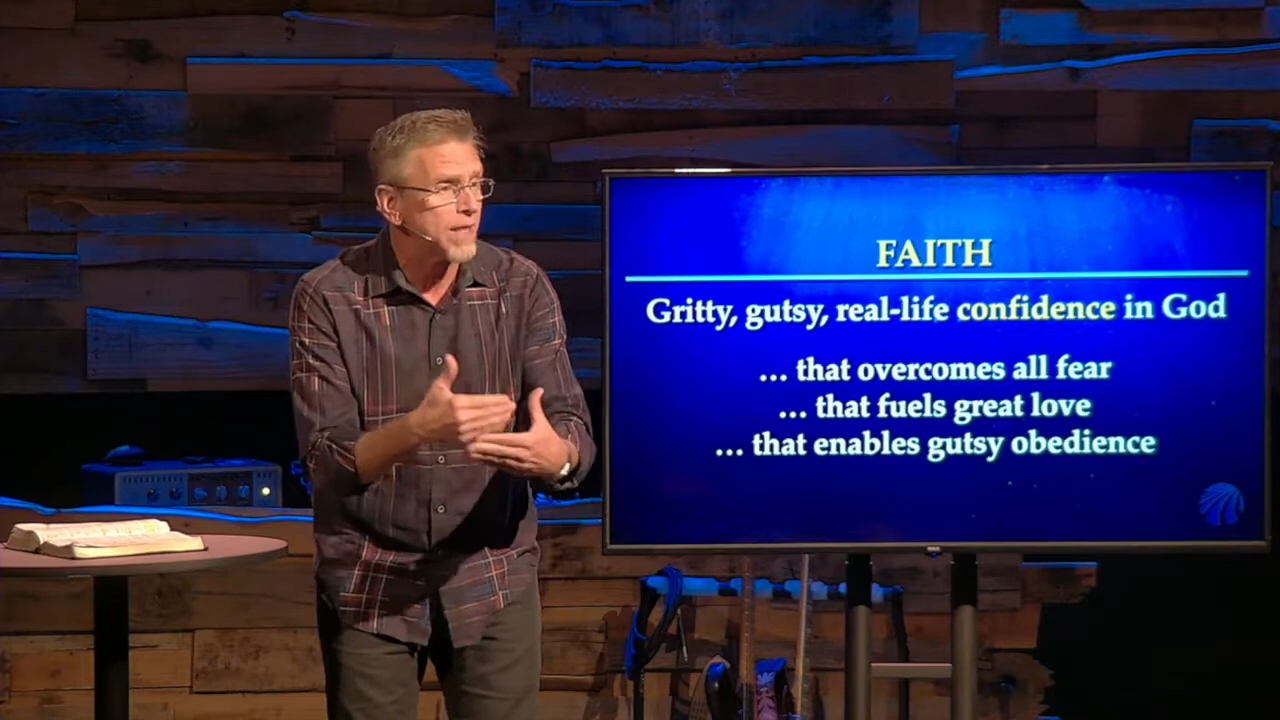 FAITH
Gritty, gutsy, real-life confidence in God
... that overcomes all fear
... that fuels great love
... that enables gutsy obedience